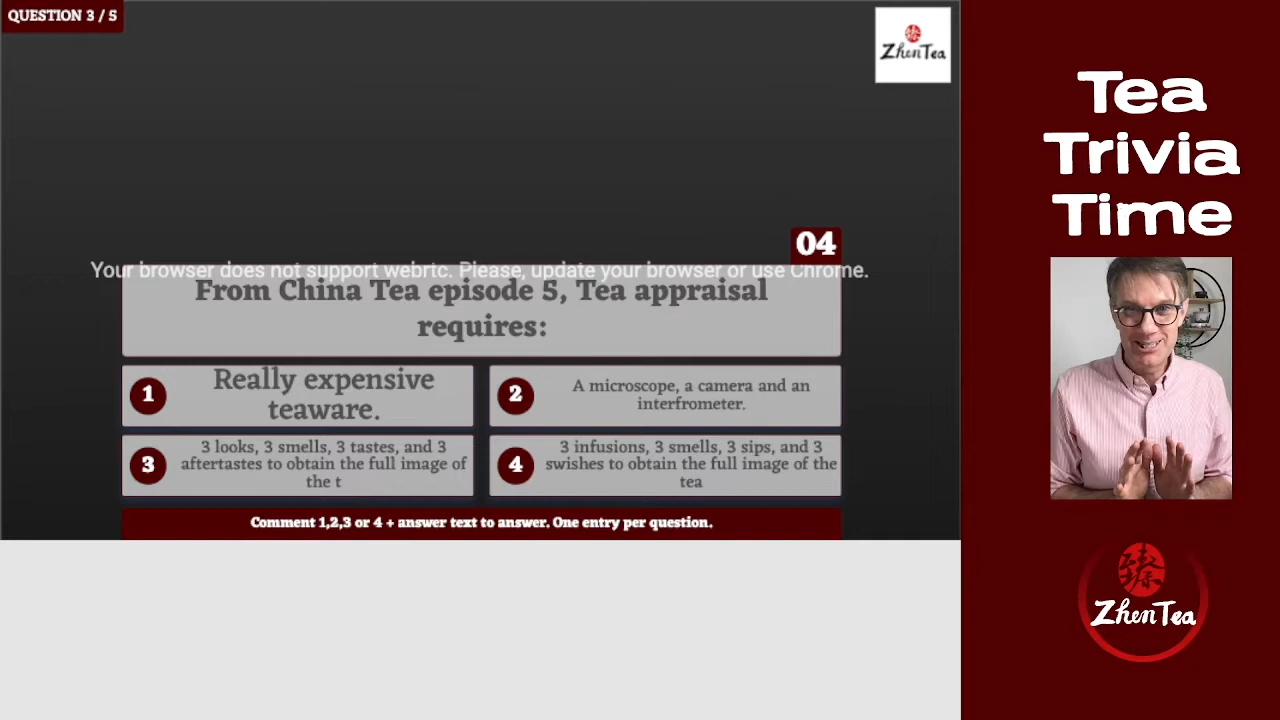 QUESTION 3 / 5
臻
ZhenTea
Tea
Trivia
Time
04
Your browser does not support webrtc. Please, update your browser or use Chrome.
From China Tea episode 5, Tea appraisal
requires:
1
Really expensive
teaware.
2
A microscope, a camera and an
interfrometer.
3
3 looks, 3 smells, 3 tastes, and 3
aftertastes to obtain the full image of
the t
4
3 infusions, 3 smells, 3 sips, and 3
swishes to obtain the full image of the
tea
Comment 1,2,3 or 4 + answer text to answer. One entry per question.
臻
ZhenTea